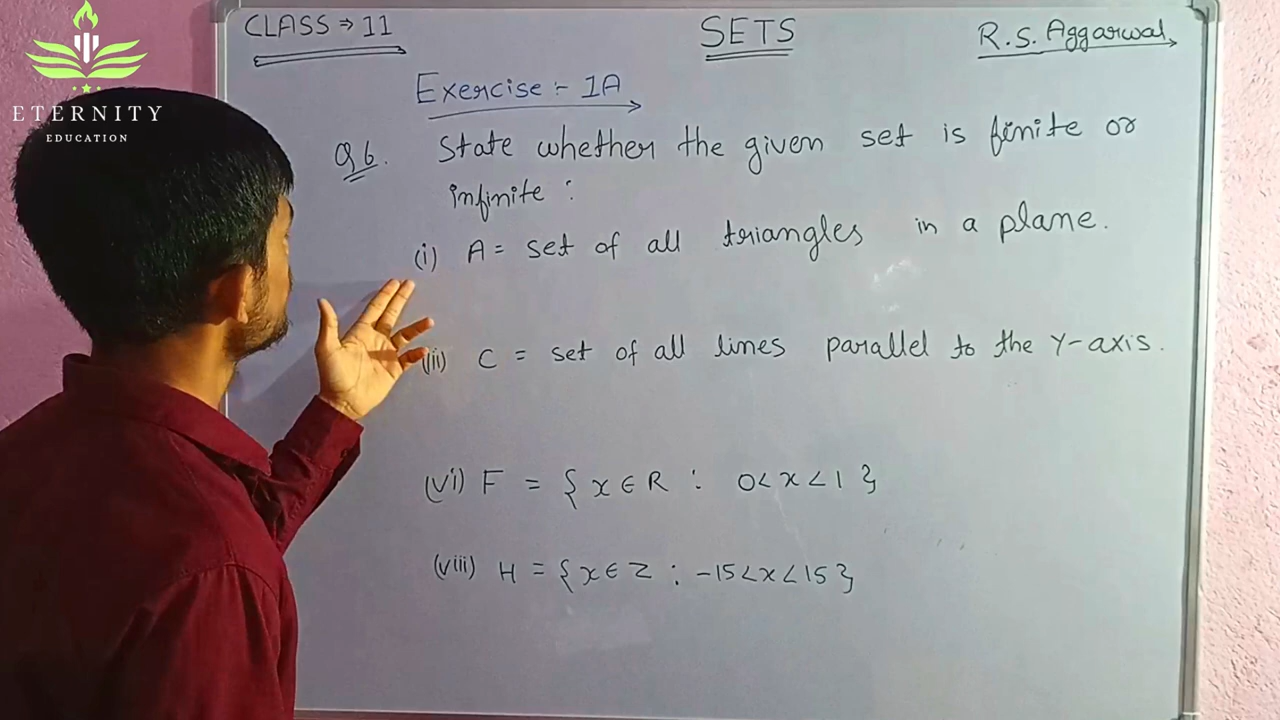 CLASS → 11
SETS
R.S. Aggarwal
ETERNITY
EDUCATION
Exercise :- 1A
Q 6. State whether the given set is finite or
infinite :
(i) A = set of all triangles in a plane.
(iii) C = set of all lines parallel to the Y-axis.
(vi) F = { x ∈ R : 0 < x < 1 }
(viii) H = { x ∈ Z : -15 < x < 15 }